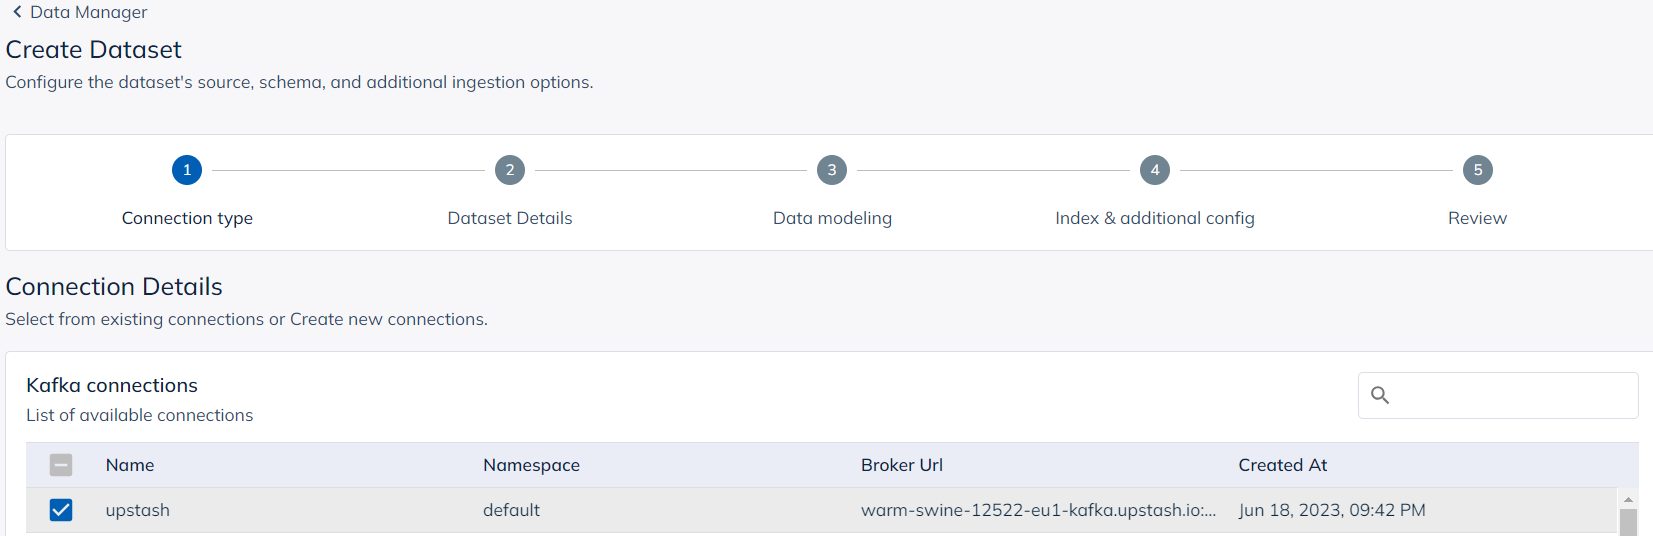 Data Manager
Create Dataset
Configure the dataset's source, schema, and additional ingestion options.
1 2 3 4 5
Connection type Dataset Details Data modeling Index & additional config Review
Connection Details
Select from existing connections or Create new connections.
Kafka connections
List of available connections
Name Namespace Broker Url Created At
upstash default warm-swine-12522-eu1-kafka.upstash.io:... Jun 18, 2023, 09:42 PM